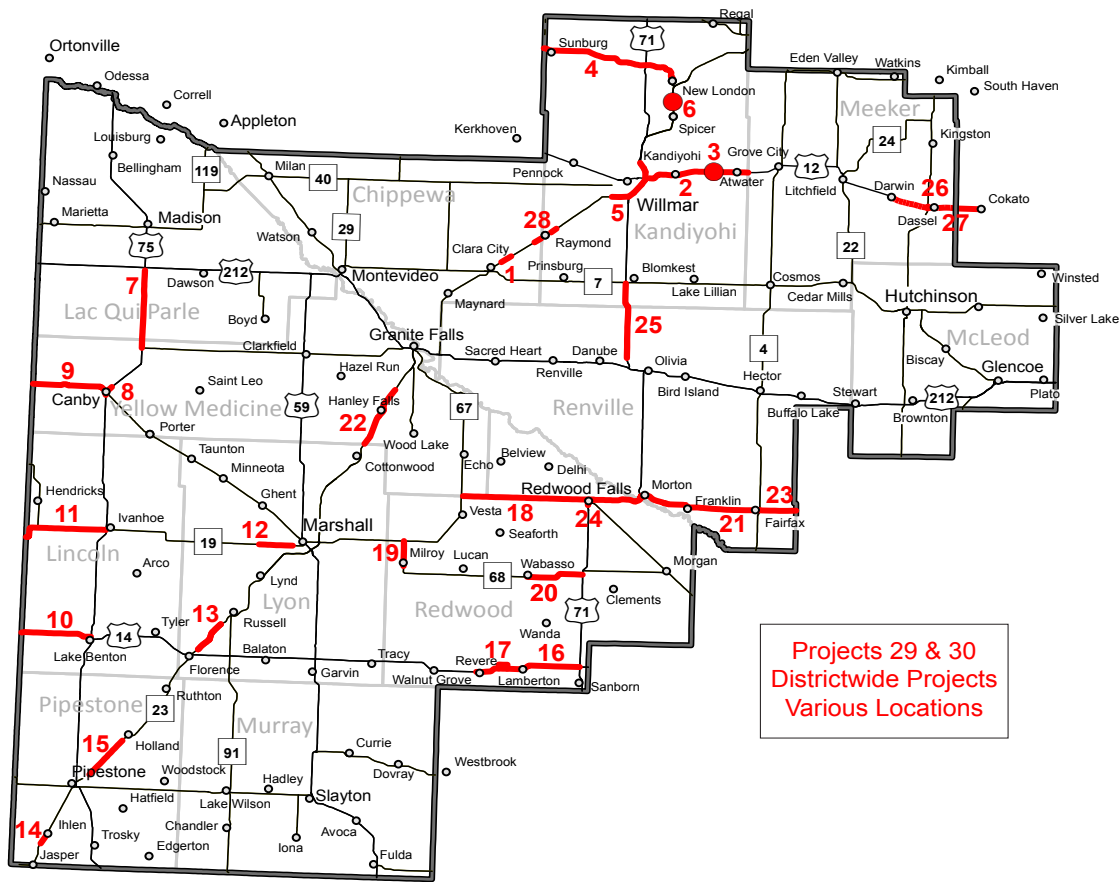 Regal
Ortonville
Sunburg
71
4
Eden Valley
Watkins
Kimball
Odessa
South Haven
New London
Correll
Meeker
6
Appleton
Spicer
Kerkhoven
24
Kingston
Louisburg
3
Kandiyohi
Grove City
Bellingham
Milan
119
40
Pennock
2
12
Nassau
Chippewa
Atwater
Litchfield
Darwin
26
Cokato
5
Willmar
Dassel
27
Marietta
Madison
28
Kandiyohi
29
Watson
Raymond
22
75
Clara City
1
212
Montevideo
Prinsburg
Blomkest
Winsted
7
Dawson
7
Cosmos
Lake Lillian
Cedar Mills
Maynard
Hutchinson
Lac Qui Parle
Boyd
25
Silver Lake
Granite Falls
McLeod
Clarkfield
Sacred Heart
Danube
4
Biscay
Hazel Run
Renville
Olivia
Glencoe
9
Saint Leo
Bird Island
Hector
8
Canby
Yellow Medicine
59
Hanley Falls
67
Renville
Stewart
212
Plato
Buffalo Lake
Brownton
22
Porter
Wood Lake
Taunton
Cottonwood
Echo
Belview
Minneota
Delhi
Hendricks
Ghent
Redwood Falls
Morton
11
Ivanhoe
Marshall
Vesta
18
24
Franklin
23
21
Fairfax
12
Seaforth
19
Lincoln
19
Milroy
Lucan
Wabasso
Morgan
Arco
68
Lynd
20
Clements
Lyon
Redwood
71
10
13
Tyler
Russell
Wanda
14
Lake Benton
Balaton
Tracy
17
Revere
16
Florence
Garvin
Walnut Grove
Lamberton
Sanborn
Ruthton
Pipestone
23
Murray
Projects 29 & 30
Districtwide Projects
Various Locations
15
Holland
91
Currie
Pipestone
Woodstock
Hadley
Dovray
Westbrook
Hatfield
Lake Wilson
Slayton
14
Ihlen
Chandler
Avoca
Trosky
Iona
Jasper
Edgerton
Fulda